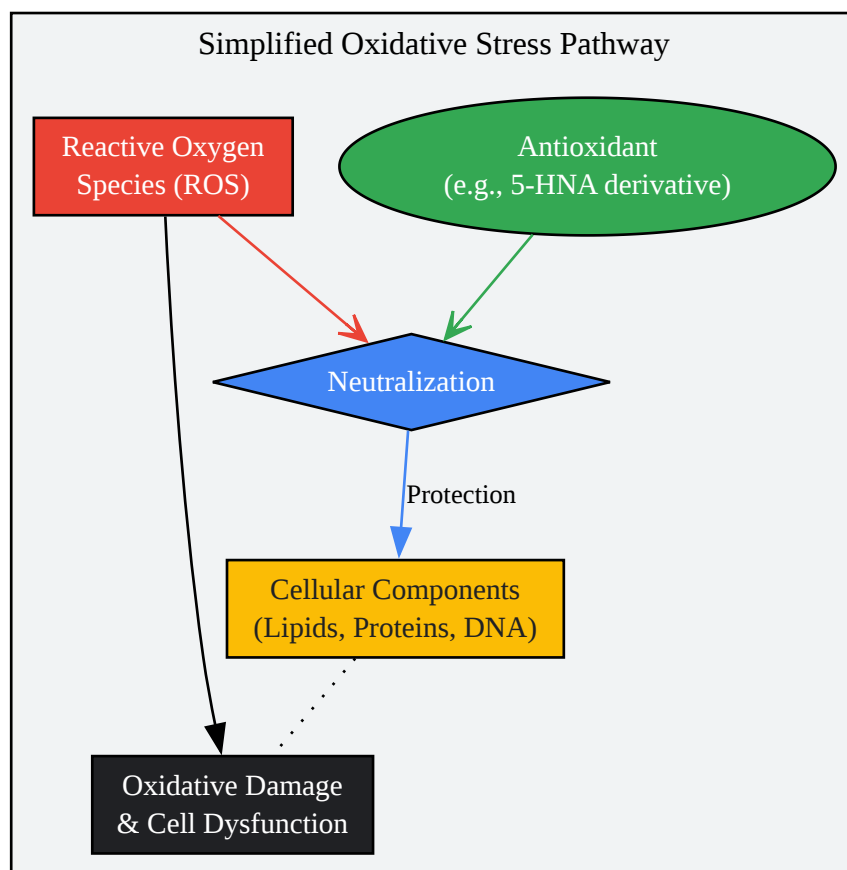 Simplified Oxidative Stress Pathway
Reactive Oxygen
Species (ROS)
Antioxidant
(e.g., 5-HNA derivative)
Neutralization
Protection
Cellular Components
(Lipids, Proteins, DNA)
Oxidative Damage
& Cell Dysfunction